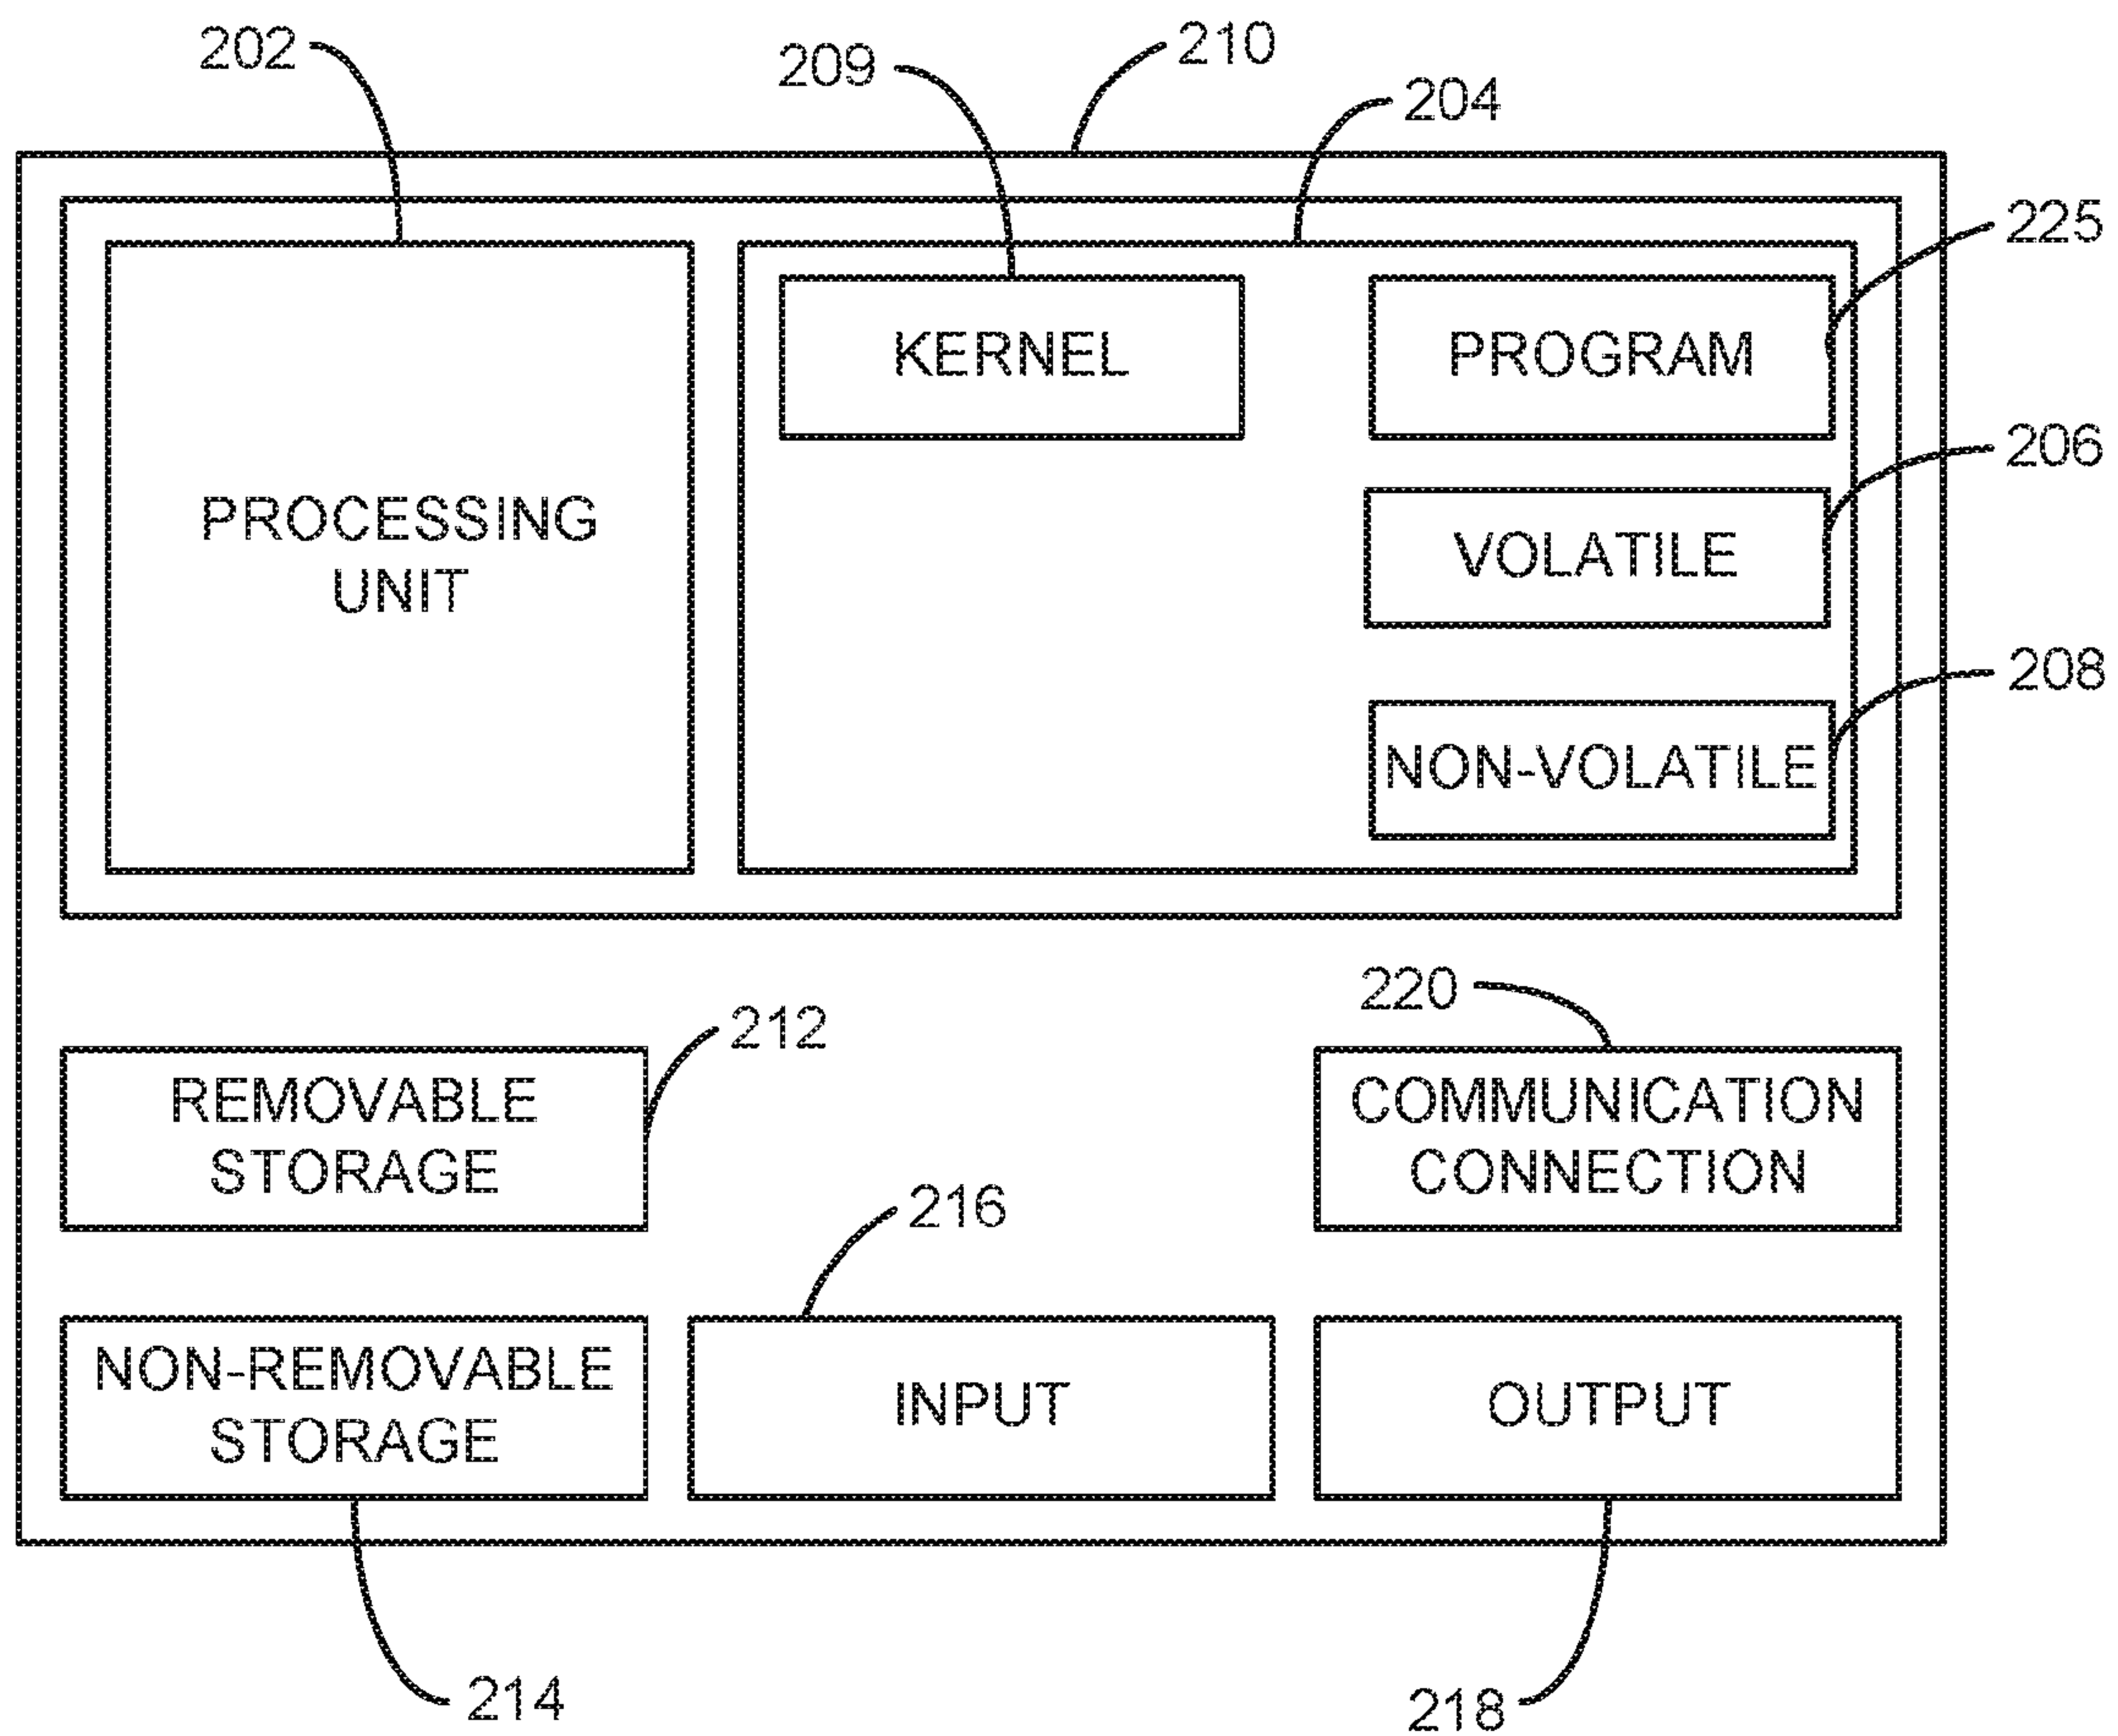 202
209
210
204
225
KERNEL
PROGRAM
206
PROCESSING
UNIT
VOLATILE
208
NON-VOLATILE
220
212
REMOVABLE
STORAGE
COMMUNICATION
CONNECTION
216
NON-REMOVABLE
STORAGE
INPUT
OUTPUT
214
218